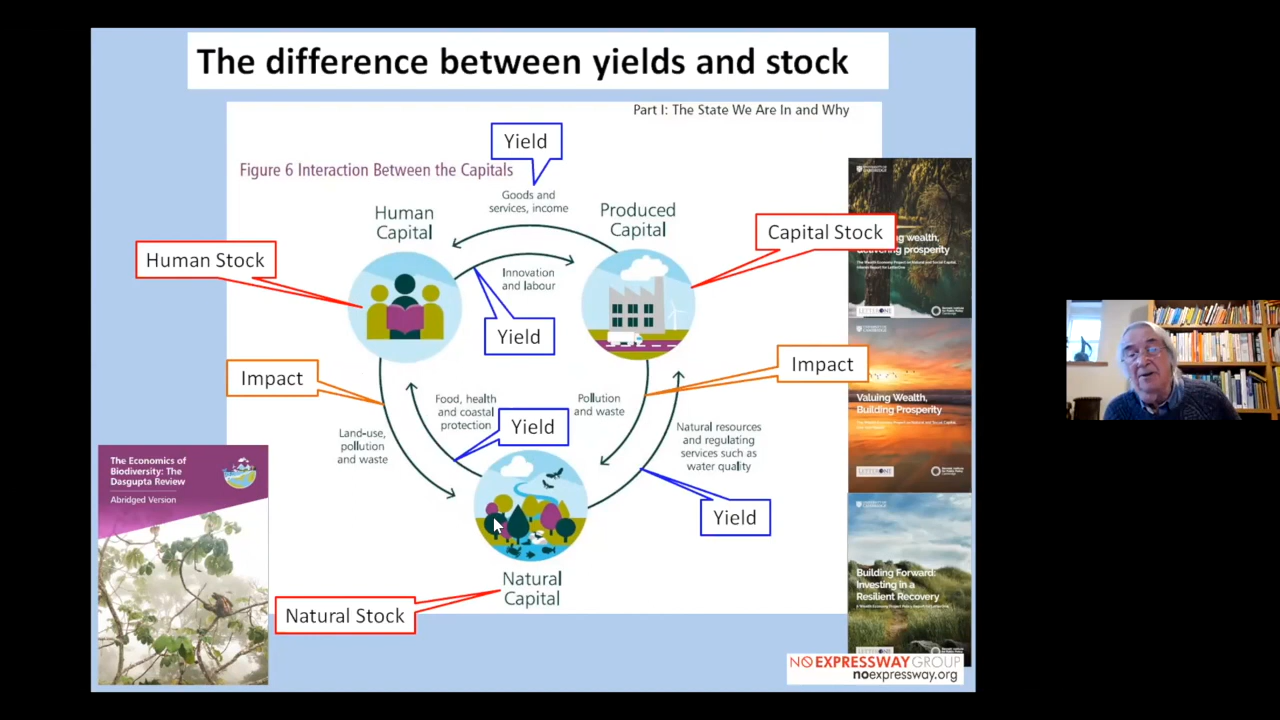 The difference between yields and stock
Part I: The State We Are In and Why
Yield
Figure 6 Interaction Between the Capitals
Goods and
services, income
Human
Capital
Produced
Capital
Human Stock
Capital Stock
Innovation
and labour
Yield
Impact
Impact
Food, health
and coastal
protection
Yield
Pollution
and waste
Land-use,
pollution
and waste
Natural resources
and regulating
services such as
water quality
Yield
Natural
Capital
Natural Stock
The Economics of
Biodiversity: The
Dasgupta Review
Abridged Version
wealth,
delivering prosperity
Valuing Wealth,
Building Prosperity
Building Forward:
Investing in a
Resilient Recovery
NO EXPRESSWAY GROUP
noexpressway.org